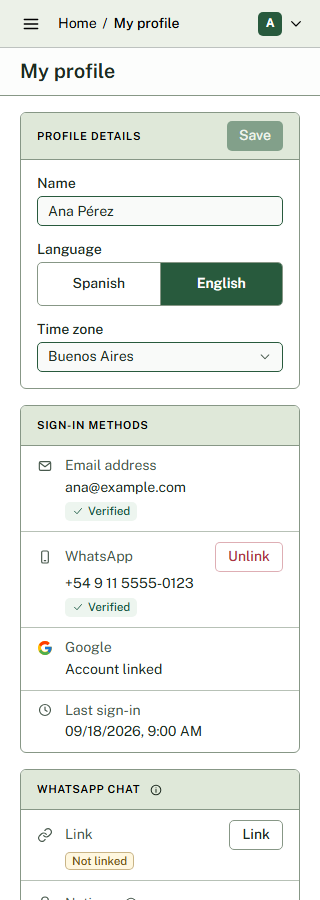 Home / My profile
A
My profile
PROFILE DETAILS
Save
Name
Ana Pérez
Language
Spanish
English
Time zone
Buenos Aires
SIGN-IN METHODS
Email address
ana@example.com
Verified
WhatsApp
Unlink
+54 9 11 5555-0123
Verified
Google
Account linked
Last sign-in
09/18/2026, 9:00 AM
WHATSAPP CHAT
Link
Link
Not linked